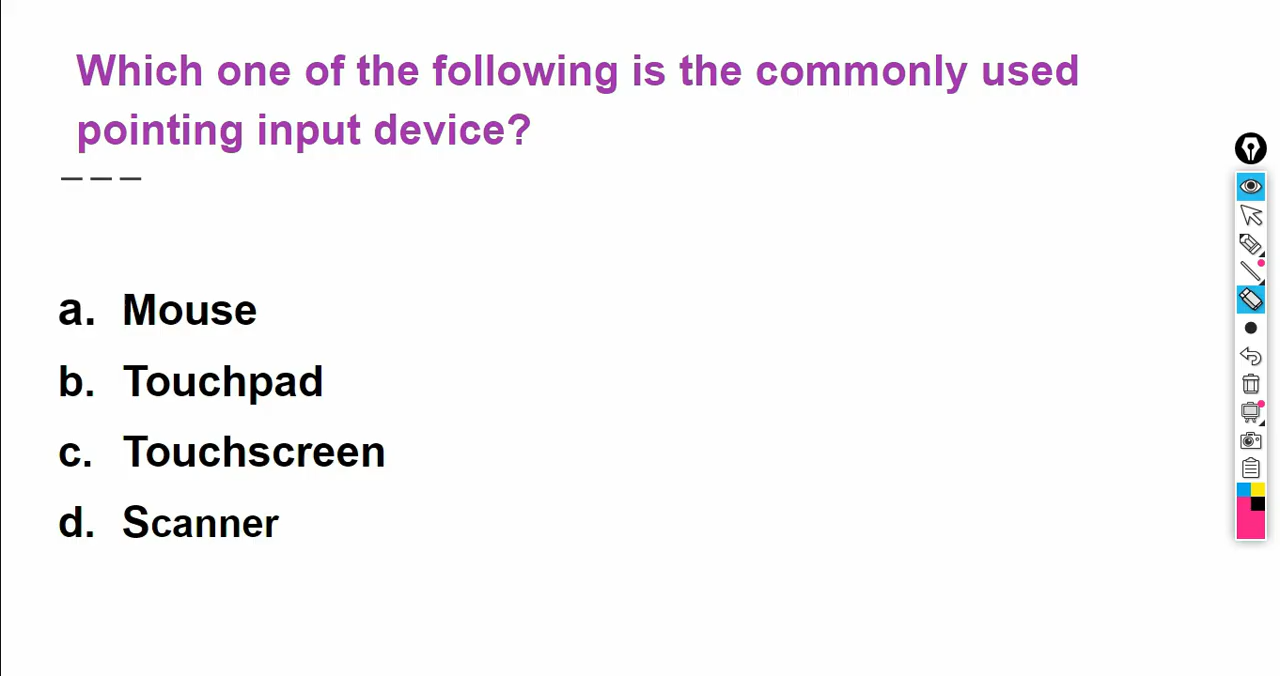 Which one of the following is the commonly used
pointing input device?
a. Mouse
b. Touchpad
c. Touchscreen
d. Scanner